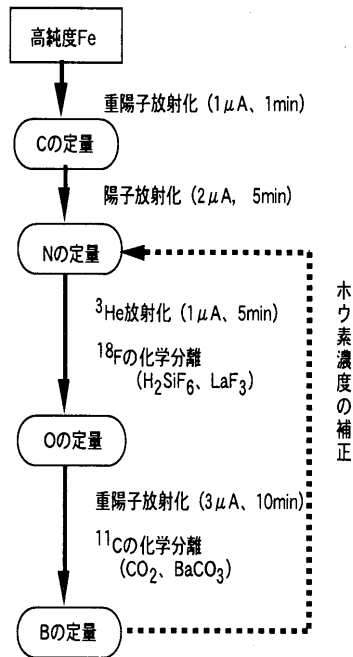 高純度Fe
重陽子放射化（1μA、1min）
Cの定量
陽子放射化（2μA, 5min）
Nの定量
³He放射化（1μA、5min）
¹⁸Fの化学分離
（H₂SiF₆、LaF₃）
Oの定量
重陽子放射化（3μA、10min）
¹¹Cの化学分離
（CO₂、BaCO₃）
Bの定量
ホウ素濃度の補正